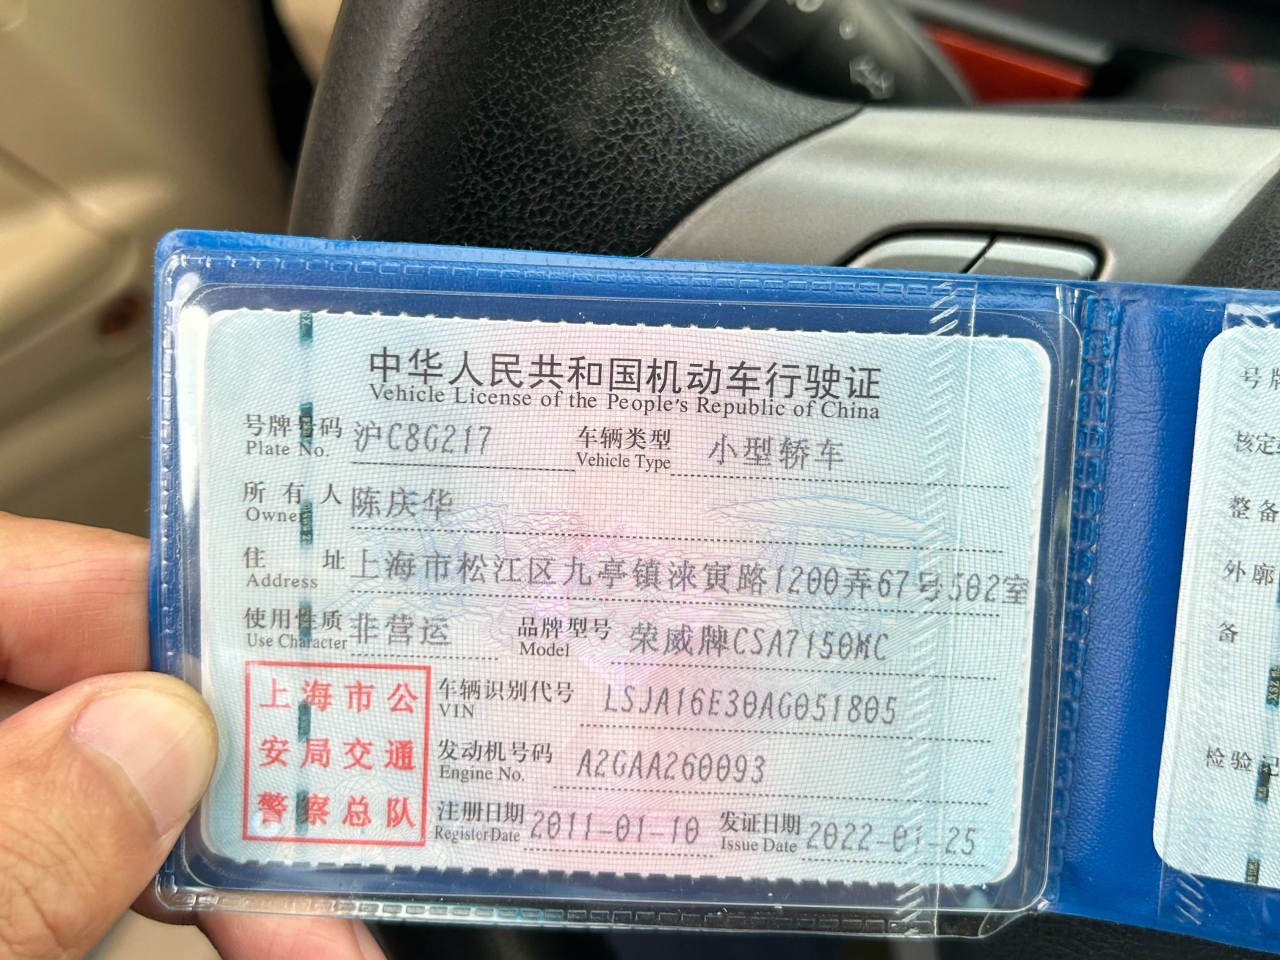 中华人民共和国机动车行驶证
Vehicle License of the People's Republic of China
号牌号码 沪C8G217 车辆类型 小型轿车
Plate No. Vehicle Type
所有人 陈庆华
Owner
住址 上海市松江区九亭镇涞寅路1200弄67号502室
Address
使用性质 非营运 品牌型号 荣威牌CSA7150MC
Use Character Model
上海市公
安局交通
警察总队
车辆识别代号 LSJA16E30AG051805
VIN
发动机号码 A2GAA260093
Engine No.
注册日期 2011-01-10 发证日期 2022-01-25
Register Date Issue Date
号牌
核定
整备
外廓
备
检验记